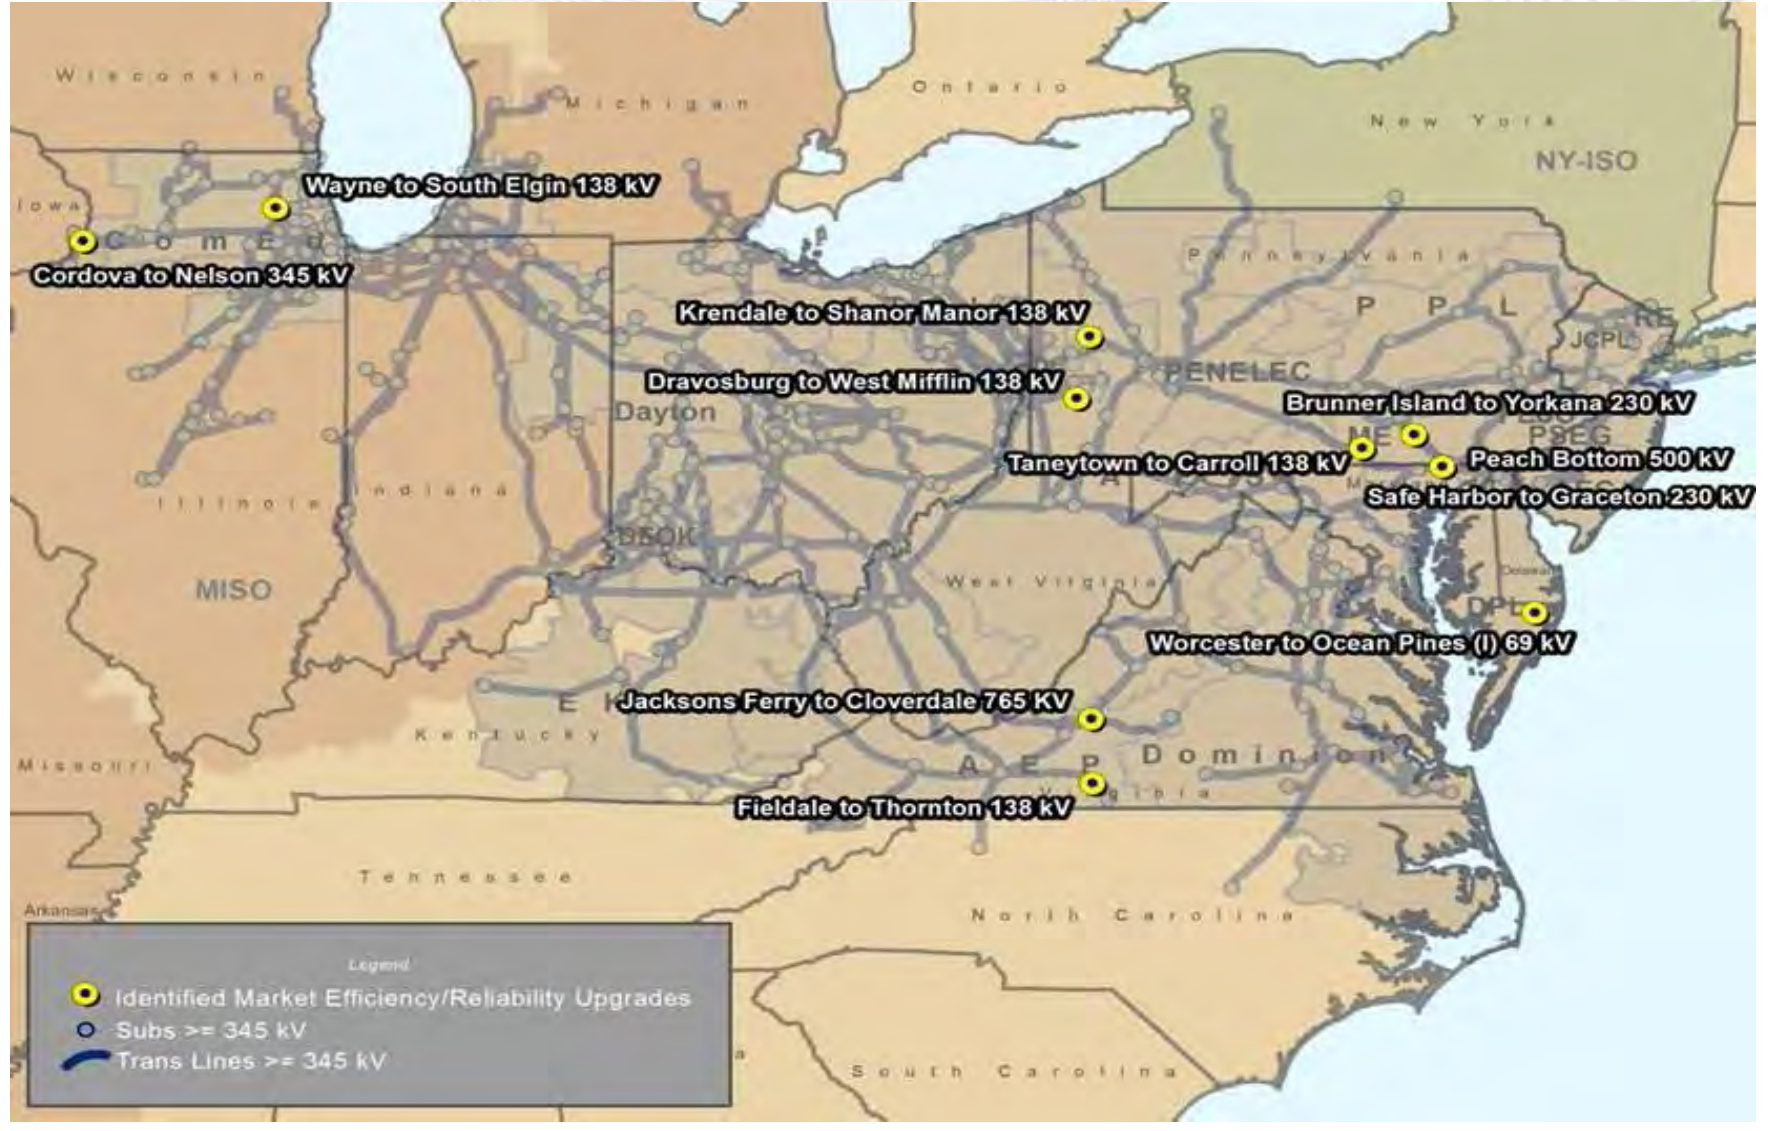 Wisconsin
Michigan
Ontario
New York
NY-ISO
Iowa
Wayne to South Elgin 138 kV
ComEd
Cordova to Nelson 345 kV
Pennsylvania
PPL
RE
JCPL
Krendale to Shanor Manor 138 kV
PENELEC
Dravosburg to West Mifflin 138 kV
Dayton
Brunner Island to Yorkana 230 kV
ME
PSEG
Taneytown to Carroll 138 kV
Peach Bottom 500 kV
Safe Harbor to Graceton 230 kV
Illinois
Indiana
DEOK
MISO
West Virginia
Delaware
DPL
Worcester to Ocean Pines (I) 69 kV
E K
Jacksons Ferry to Cloverdale 765 KV
Kentucky
Missouri
AEP
Dominion
Fieldale to Thornton 138 kV
Tennessee
Arkansas
North Carolina
South Carolina
Legend
Identified Market Efficiency/Reliability Upgrades
Subs >= 345 kV
Trans Lines >= 345 kV